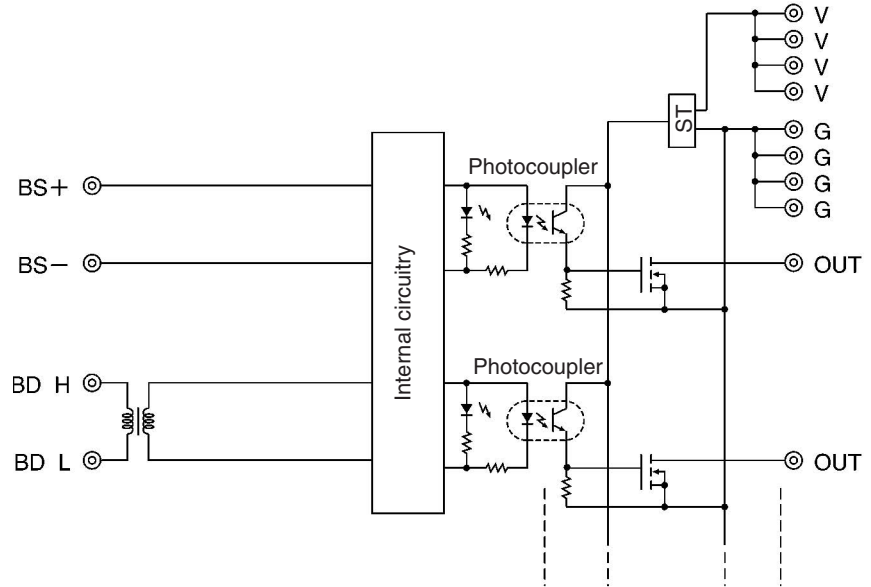 V
V
V
V
ST
G
G
G
G
Photocoupler
BS+
BS−
OUT
Internal circuitry
Photocoupler
BD H
BD L
OUT